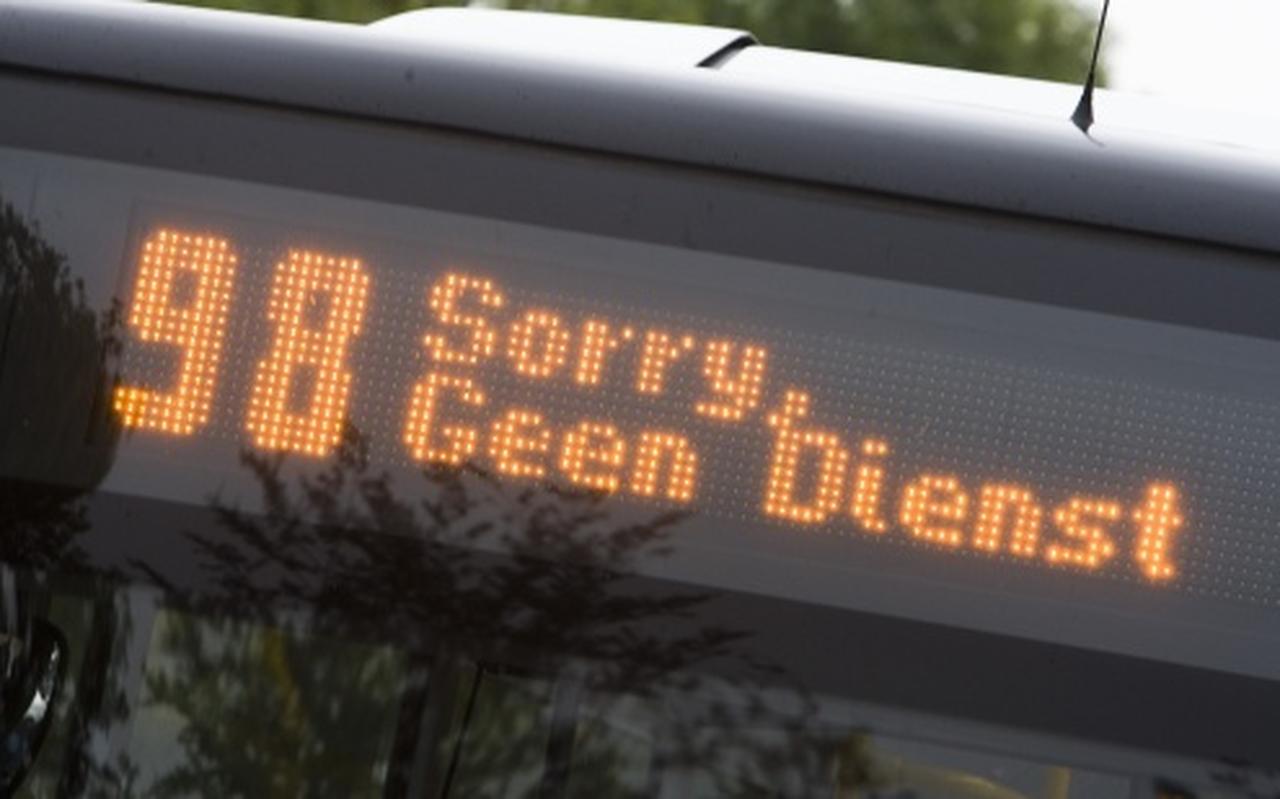 98
Sorry,
Geen Dienst